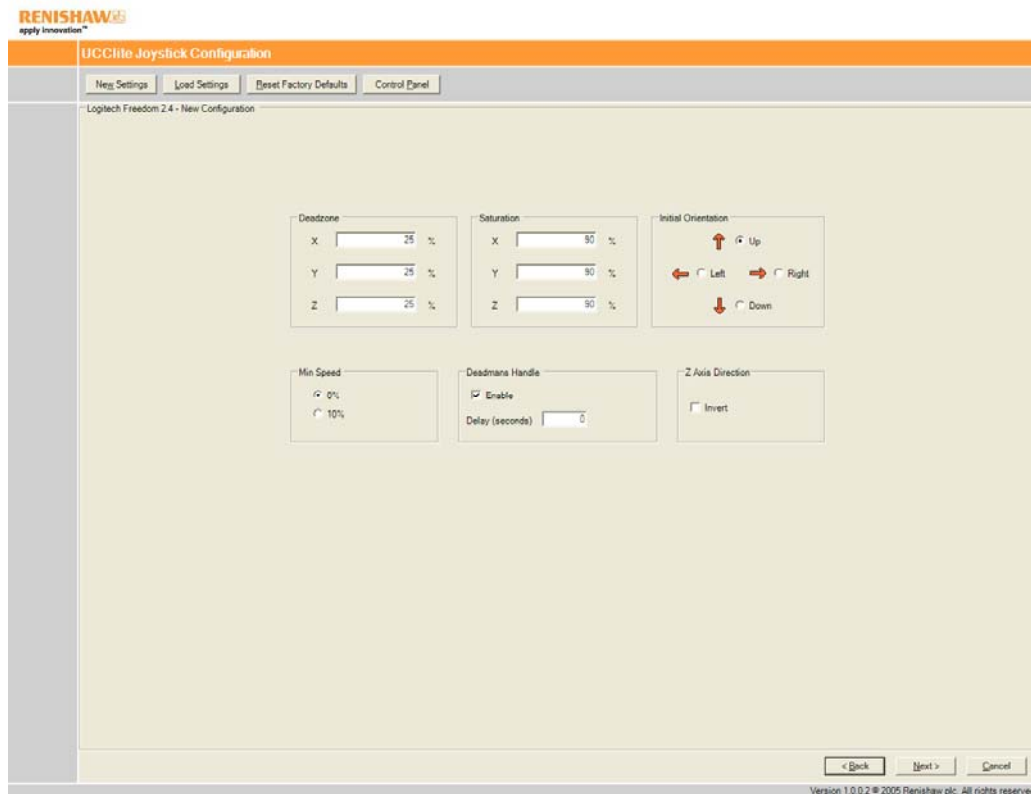 RENISHAW
apply innovation™
UCClite Joystick Configuration
New Settings Load Settings Reset Factory Defaults Control Panel
Logitech Freedom 2.4 - New Configuration
Deadzone Saturation Initial Orientation
X 25 % X 90 % Up
Y 25 % Y 90 % Left Right
Z 25 % Z 90 % Down
Min Speed Deadmans Handle Z Axis Direction
0% Enable
10% Invert
Delay (seconds) 0
< Back Next > Cancel
Version 1.0.0.2 © 2005 Renishaw plc. All rights reserve